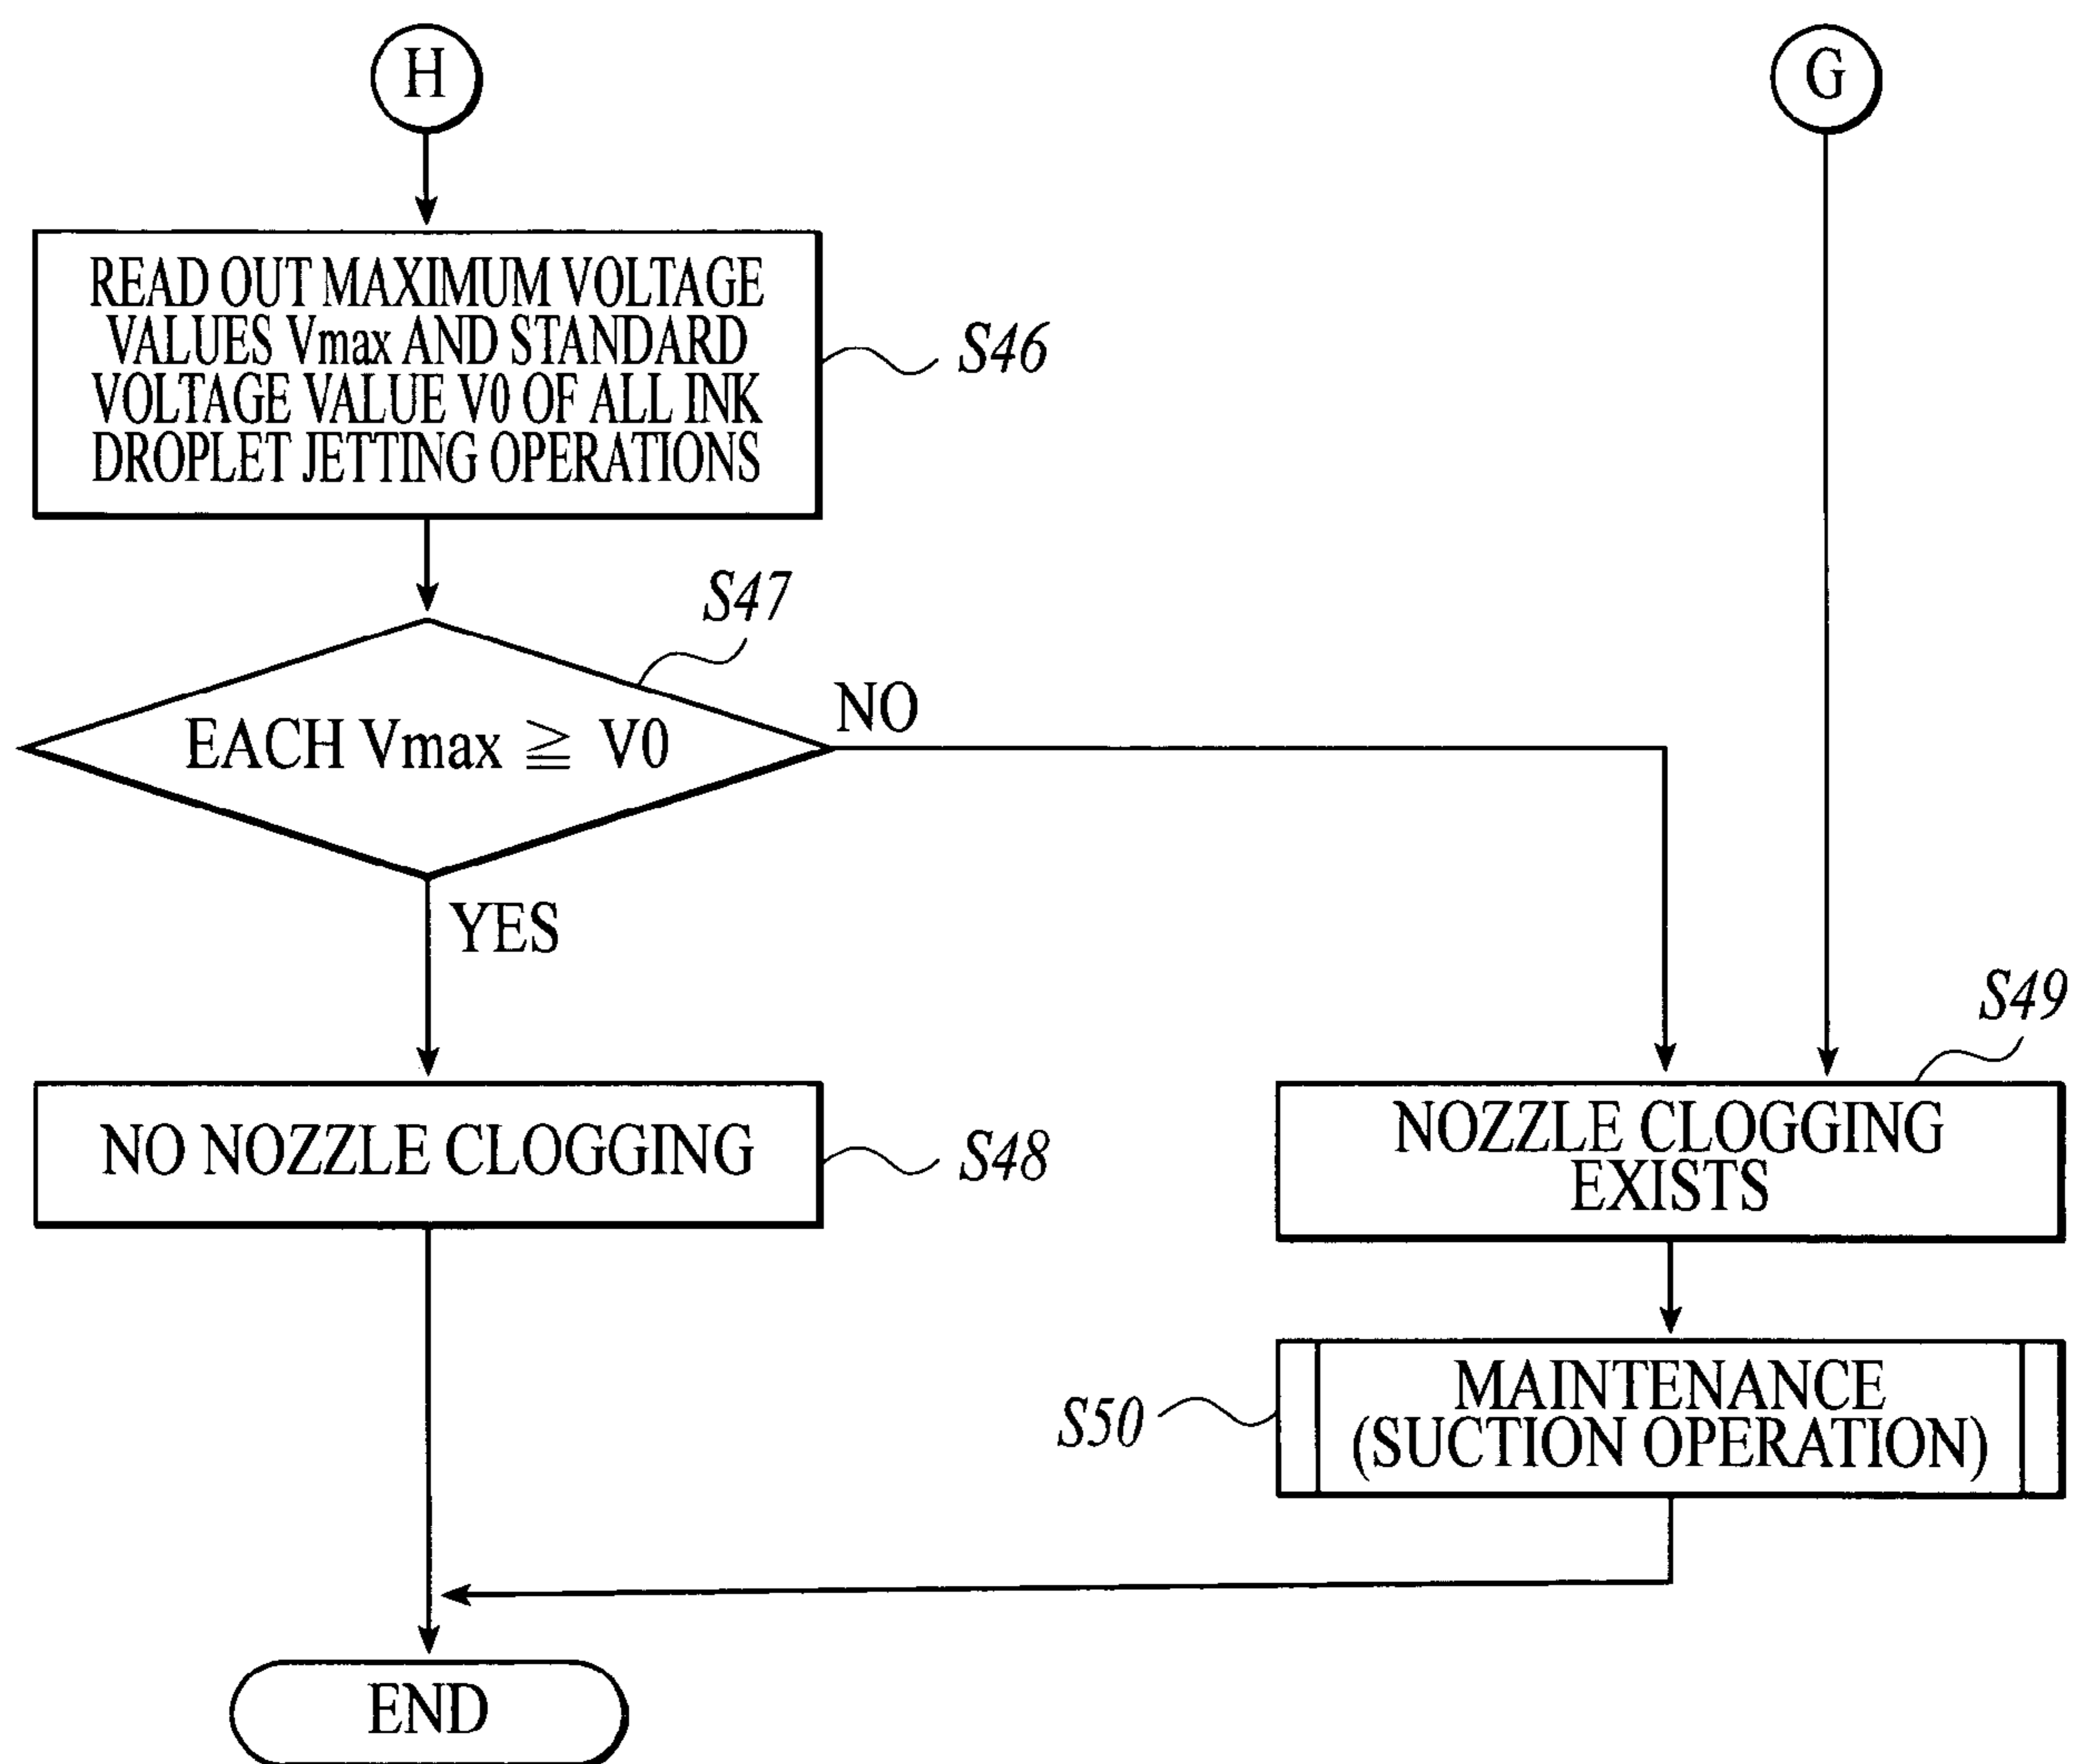 H
G
READ OUT MAXIMUM VOLTAGE
VALUES Vmax AND STANDARD
VOLTAGE VALUE V0 OF ALL INK
DROPLET JETTING OPERATIONS
S46
S47
EACH Vmax ≧ V0
NO
YES
S49
NO NOZZLE CLOGGING
S48
NOZZLE CLOGGING
EXISTS
S50
MAINTENANCE
(SUCTION OPERATION)
END